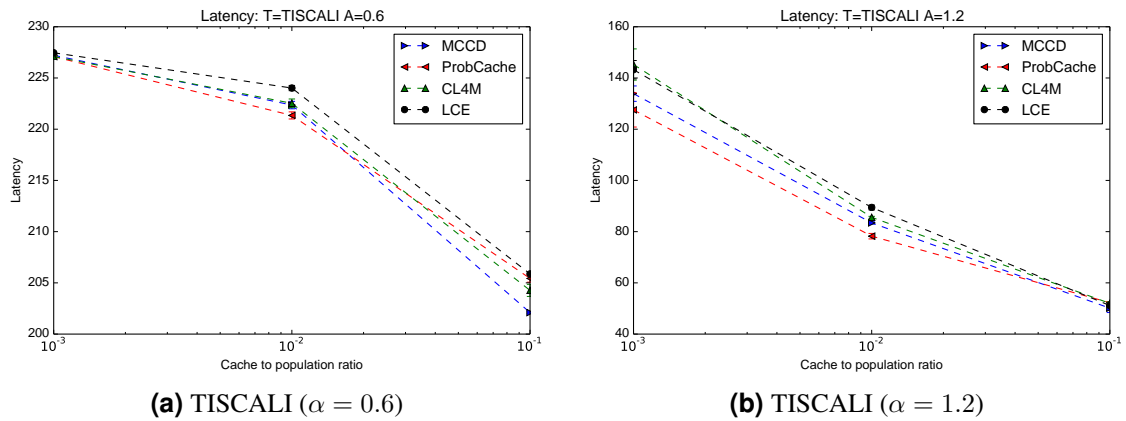 Latency: T=TISCALI A=0.6
230
225
220
215
210
205
200
Latency
10⁻³
10⁻²
10⁻¹
Cache to population ratio
MCCD
ProbCache
CL4M
LCE
(a) TISCALI (α = 0.6)
Latency: T=TISCALI A=1.2
160
140
120
100
80
60
40
Latency
10⁻³
10⁻²
10⁻¹
Cache to population ratio
MCCD
ProbCache
CL4M
LCE
(b) TISCALI (α = 1.2)